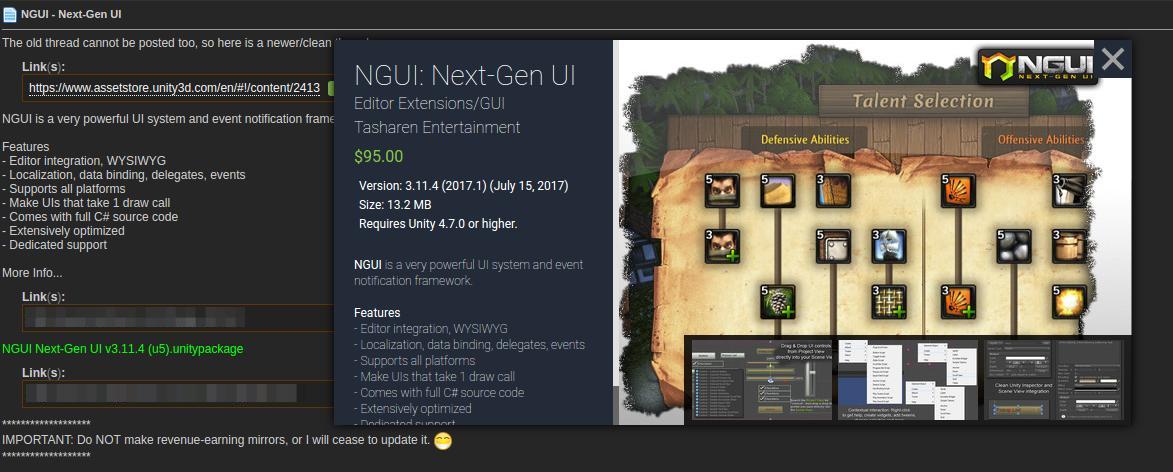 NGUI - Next-Gen UI
The old thread cannot be posted too, so here is a newer/clean
Link(s):
https://www.assetstore.unity3d.com/en/#!/content/2413
NGUI is a very powerful UI system and event notification frame
Features
- Editor integration, WYSIWYG
- Localization, data binding, delegates, events
- Supports all platforms
- Make UIs that take 1 draw call
- Comes with full C# source code
- Extensively optimized
- Dedicated support
More Info...
Link(s):
NGUI Next-Gen UI v3.11.4 (u5).unitypackage
Link(s):
********************
IMPORTANT: Do NOT make revenue-earning mirrors, or I will cease to update it.
********************
NGUI: Next-Gen UI
Editor Extensions/GUI
Tasharen Entertainment
$95.00
Version: 3.11.4 (2017.1) (July 15, 2017)
Size: 13.2 MB
Requires Unity 4.7.0 or higher.
NGUI is a very powerful UI system and event
notification framework.
Features
- Editor integration, WYSIWYG
- Localization, data binding, delegates, events
- Supports all platforms
- Make UIs that take 1 draw call
- Comes with full C# source code
- Extensively optimized
- Dedicated support
NGUI
NEXT-GEN UI
Talent Selection
Defensive Abilities
Offensive Abilities
5 5 3 5 3
3 5 3 5 3
5 3 3 5
Drag & Drop UI controls
from Project View
directly into your Scene View
Contextual interaction: Right-click
to get help, create widgets, add tweens,
Clean Unity Inspector and
Scene View integration